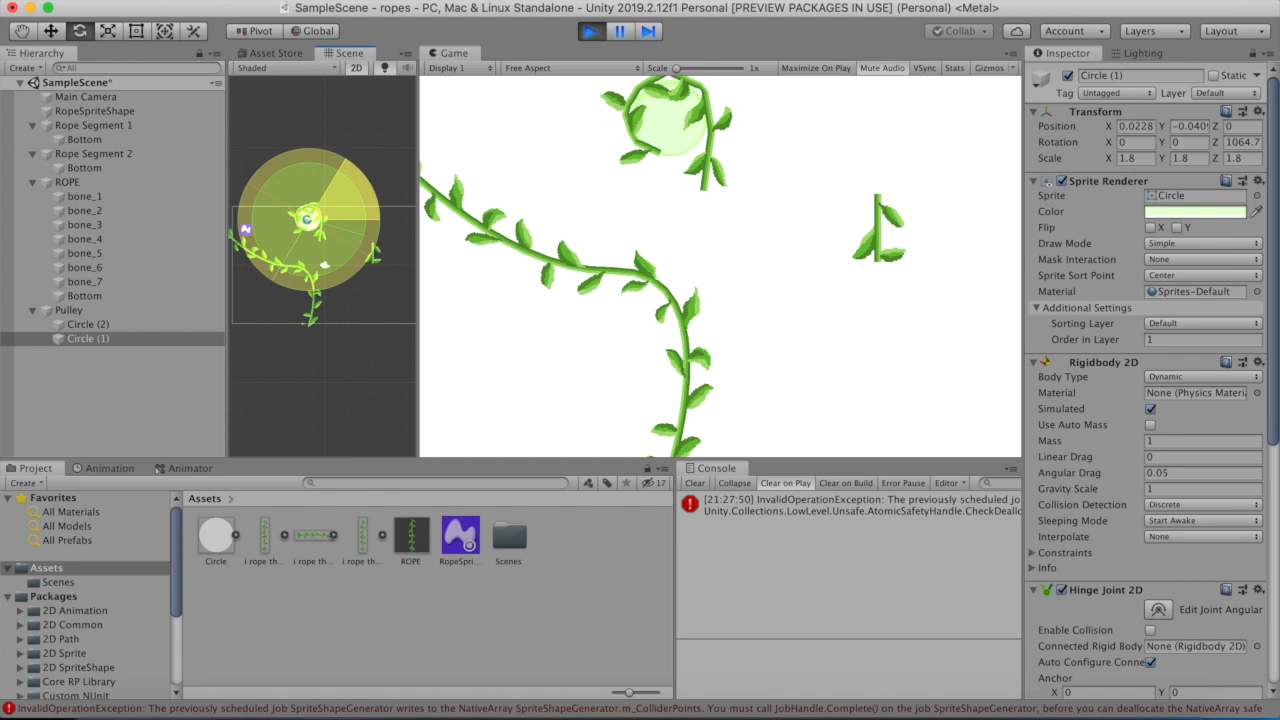 SampleScene - ropes - PC, Mac & Linux Standalone - Unity 2019.2.12f1 Personal [PREVIEW PACKAGES IN USE] (Personal) <Metal>
Pivot Global Collab Account Layers Layout
Hierarchy
Create All
SampleScene*
Main Camera
RopeSpriteShape
Rope Segment 1
Bottom
Rope Segment 2
Bottom
ROPE
bone_1
bone_2
bone_3
bone_4
bone_5
bone_6
bone_7
Bottom
Pulley
Circle (2)
Circle (1)
Asset Store Scene
Shaded 2D
Game
Display 1 Free Aspect Scale 1x Maximize On Play Mute Audio VSync Stats Gizmos
Inspector Lighting
Circle (1) Static
Tag Untagged Layer Default
Transform
Position X 0.0228 Y -0.040 Z 0
Rotation X 0 Y 0 Z 1064.7
Scale X 1.8 Y 1.8 Z 1.8
Sprite Renderer
Sprite Circle
Color
Flip X Y
Draw Mode Simple
Mask Interaction None
Sprite Sort Point Center
Material Sprites-Default
Additional Settings
Sorting Layer Default
Order in Layer 1
Rigidbody 2D
Body Type Dynamic
Material None (Physics Materi
Simulated
Use Auto Mass
Mass 1
Linear Drag 0
Angular Drag 0.05
Gravity Scale 1
Collision Detection Discrete
Sleeping Mode Start Awake
Interpolate None
Constraints
Info
Hinge Joint 2D
Edit Joint Angular
Enable Collision
Connected Rigid Body None (Rigidbody 2D)
Auto Configure Conne
Anchor
X 0 Y 0
Project Animation Animator
Create 17
Favorites
All Materials
All Models
All Prefabs
Assets
Scenes
Packages
2D Animation
2D Common
2D Path
2D Sprite
2D SpriteShape
Core RP Library
Custom NUnit
Assets
Circle i rope th... i rope th... i rope th... ROPE RopeSpri... Scenes
Console
Clear Collapse Clear on Play Clear on Build Error Pause Editor
[21:27:50] InvalidOperationException: The previously scheduled jo
Unity.Collections.LowLevel.Unsafe.AtomicSafetyHandle.CheckDeallo
InvalidOperationException: The previously scheduled job SpriteShapeGenerator writes to the NativeArray SpriteShapeGenerator.m_ColliderPoints. You must call JobHandle.Complete() on the job SpriteShapeGenerator, before you can deallocate the NativeArray safe